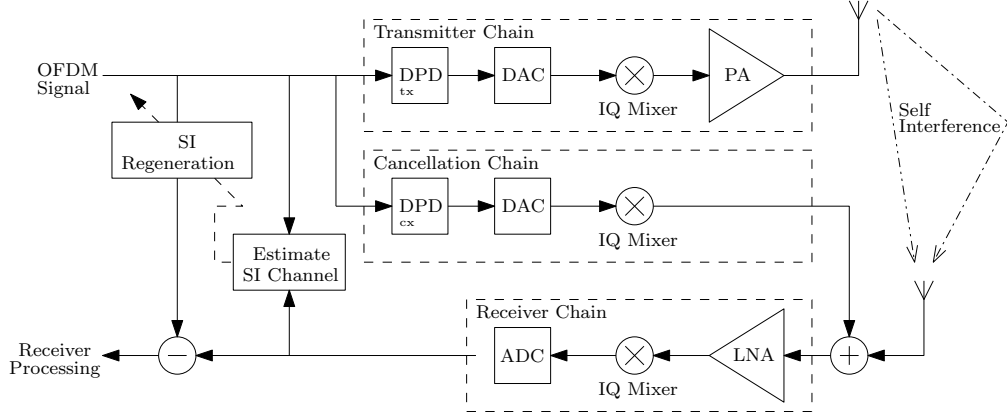 Transmitter Chain
OFDM
Signal
DPD
tx
DAC
PA
IQ Mixer
Self
Interference
SI
Regeneration
Cancellation Chain
DPD
cx
DAC
IQ Mixer
Estimate
SI Channel
Receiver Chain
Receiver
Processing
ADC
LNA
IQ Mixer